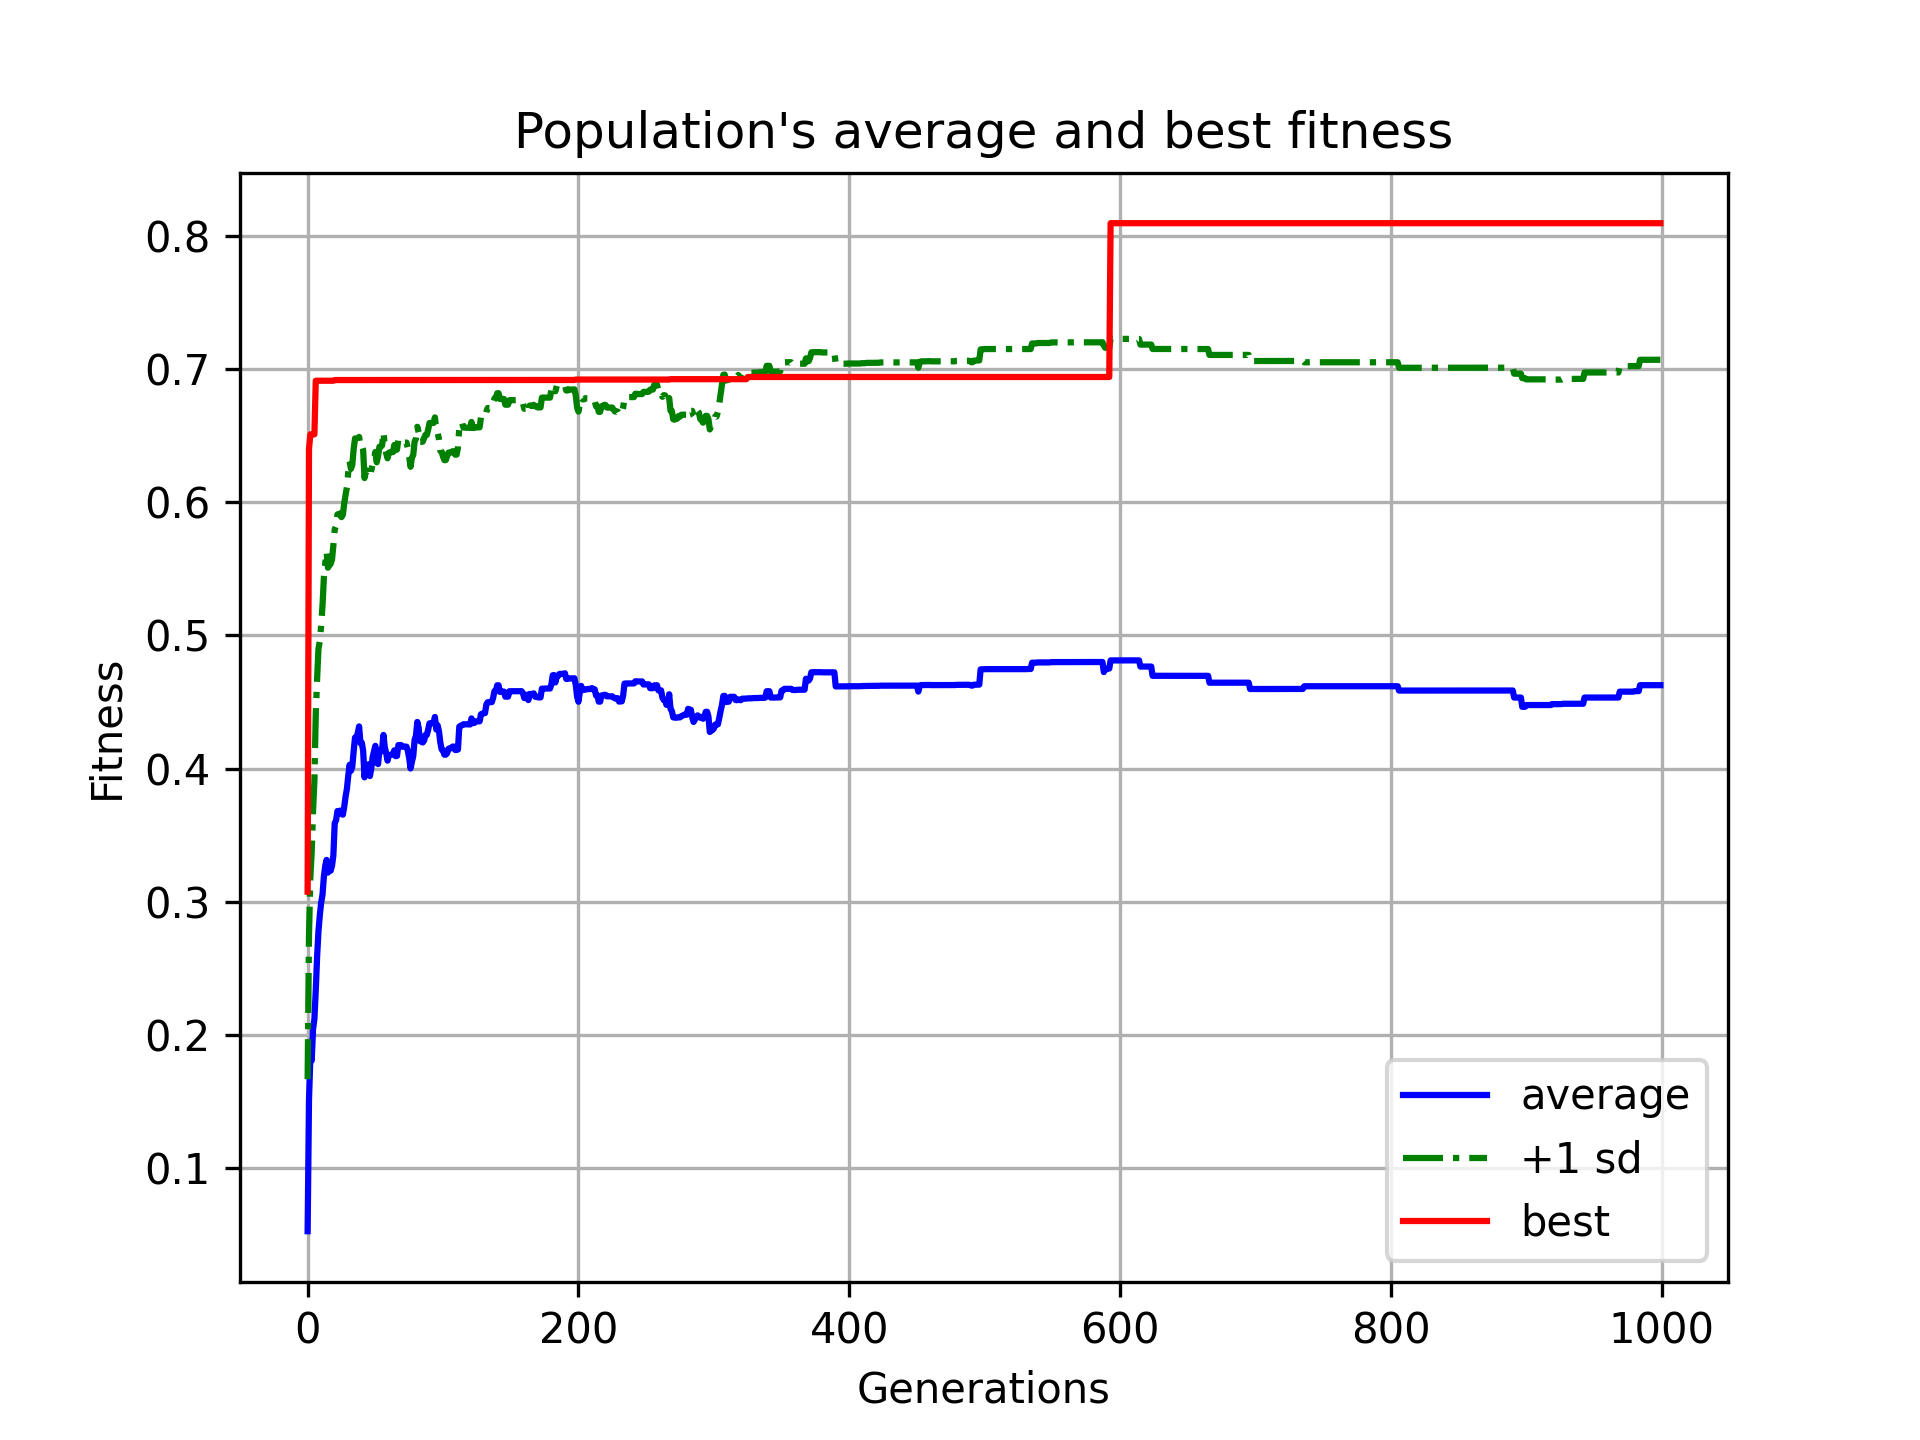 Population's average and best fitness
Fitness
0.8
0.7
0.6
0.5
0.4
0.3
0.2
0.1
0 200 400 600 800 1000
Generations
average
+1 sd
best